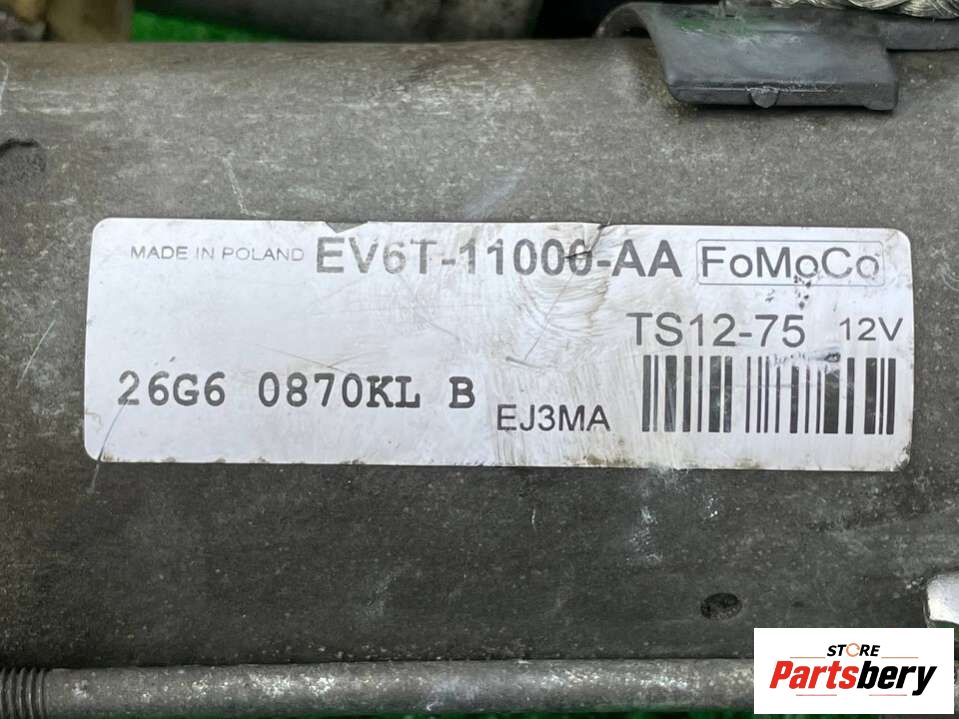 MADE IN POLAND EV6T-11000-AA FoMoCo
TS12-75 12V
26G6 0870KL B EJ3MA
STORE
Partsbery